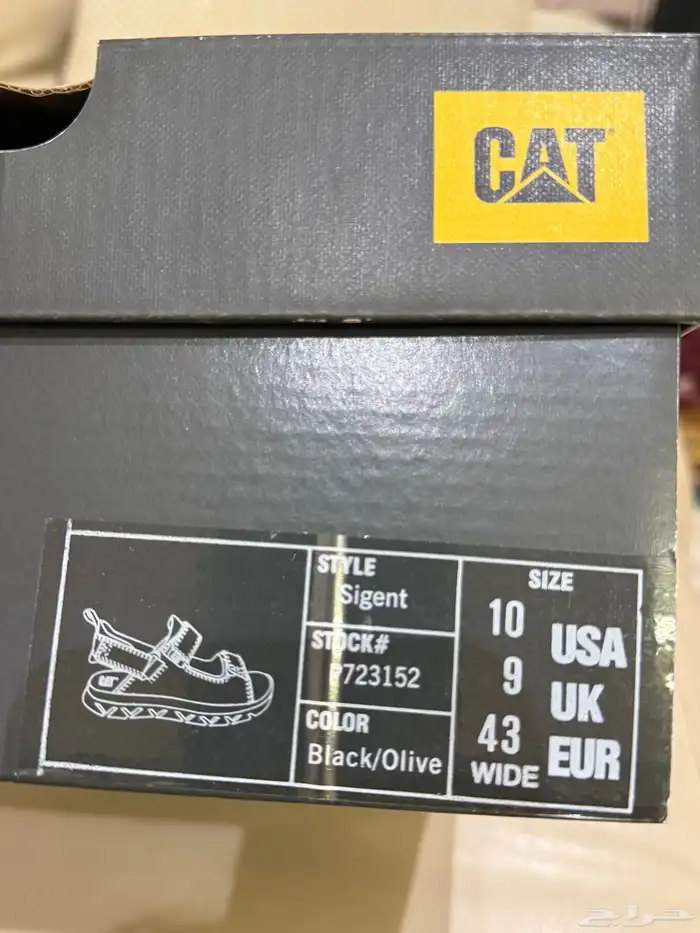 CAT
STYLE
Sigent
STOCK#
P723152
COLOR
Black/Olive
CAT
SIZE
10 USA
9 UK
43 EUR
WIDE
حراج